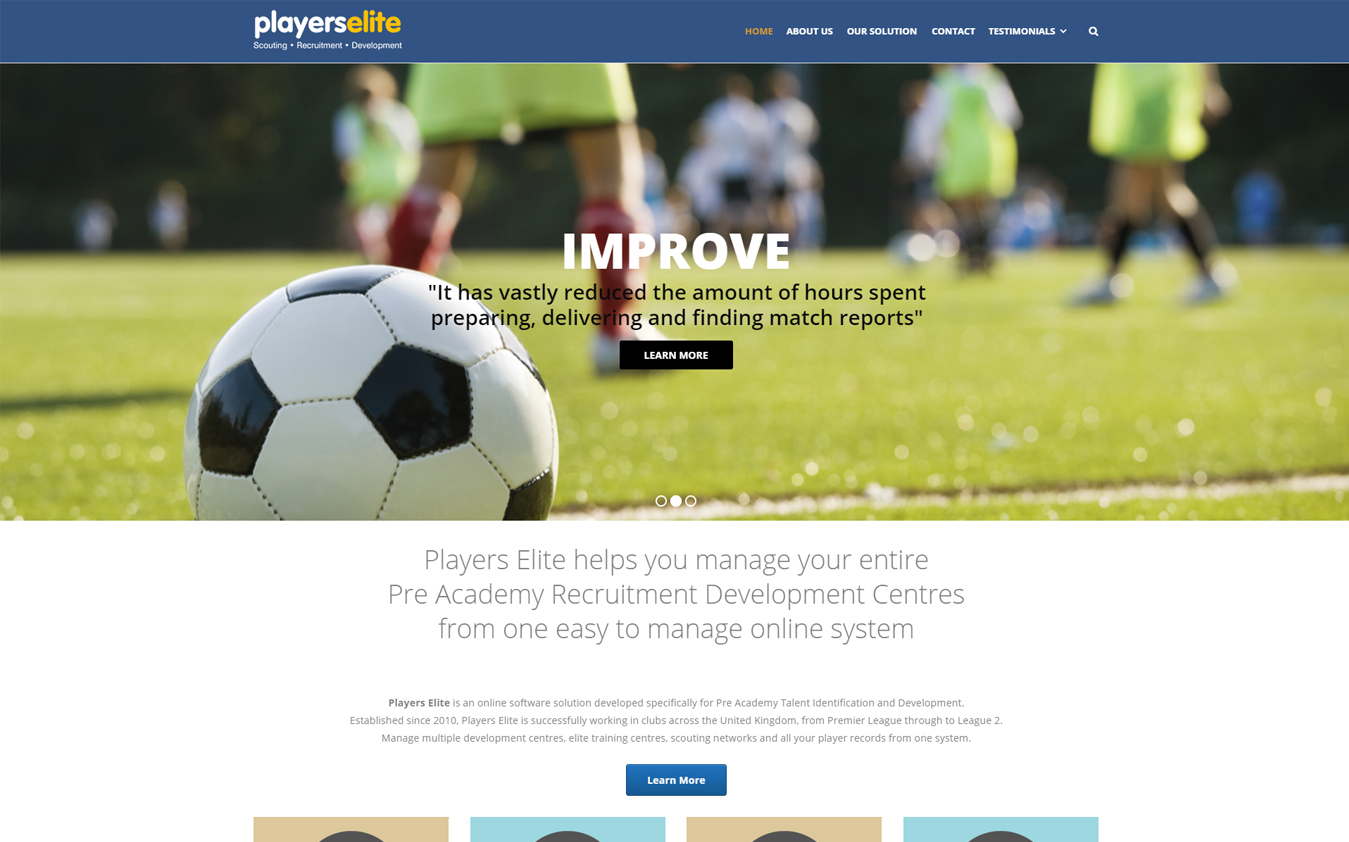 playerselite
Scouting • Recruitment • Development
HOME
ABOUT US
OUR SOLUTION
CONTACT
TESTIMONIALS
IMPROVE
"It has vastly reduced the amount of hours spent
preparing, delivering and finding match reports"
LEARN MORE
Players Elite helps you manage your entire
Pre Academy Recruitment Development Centres
from one easy to manage online system
Players Elite is an online software solution developed specifically for Pre Academy Talent Identification and Development.
Established since 2010, Players Elite is successfully working in clubs across the United Kingdom, from Premier League through to League 2.
Manage multiple development centres, elite training centres, scouting networks and all your player records from one system.
Learn More